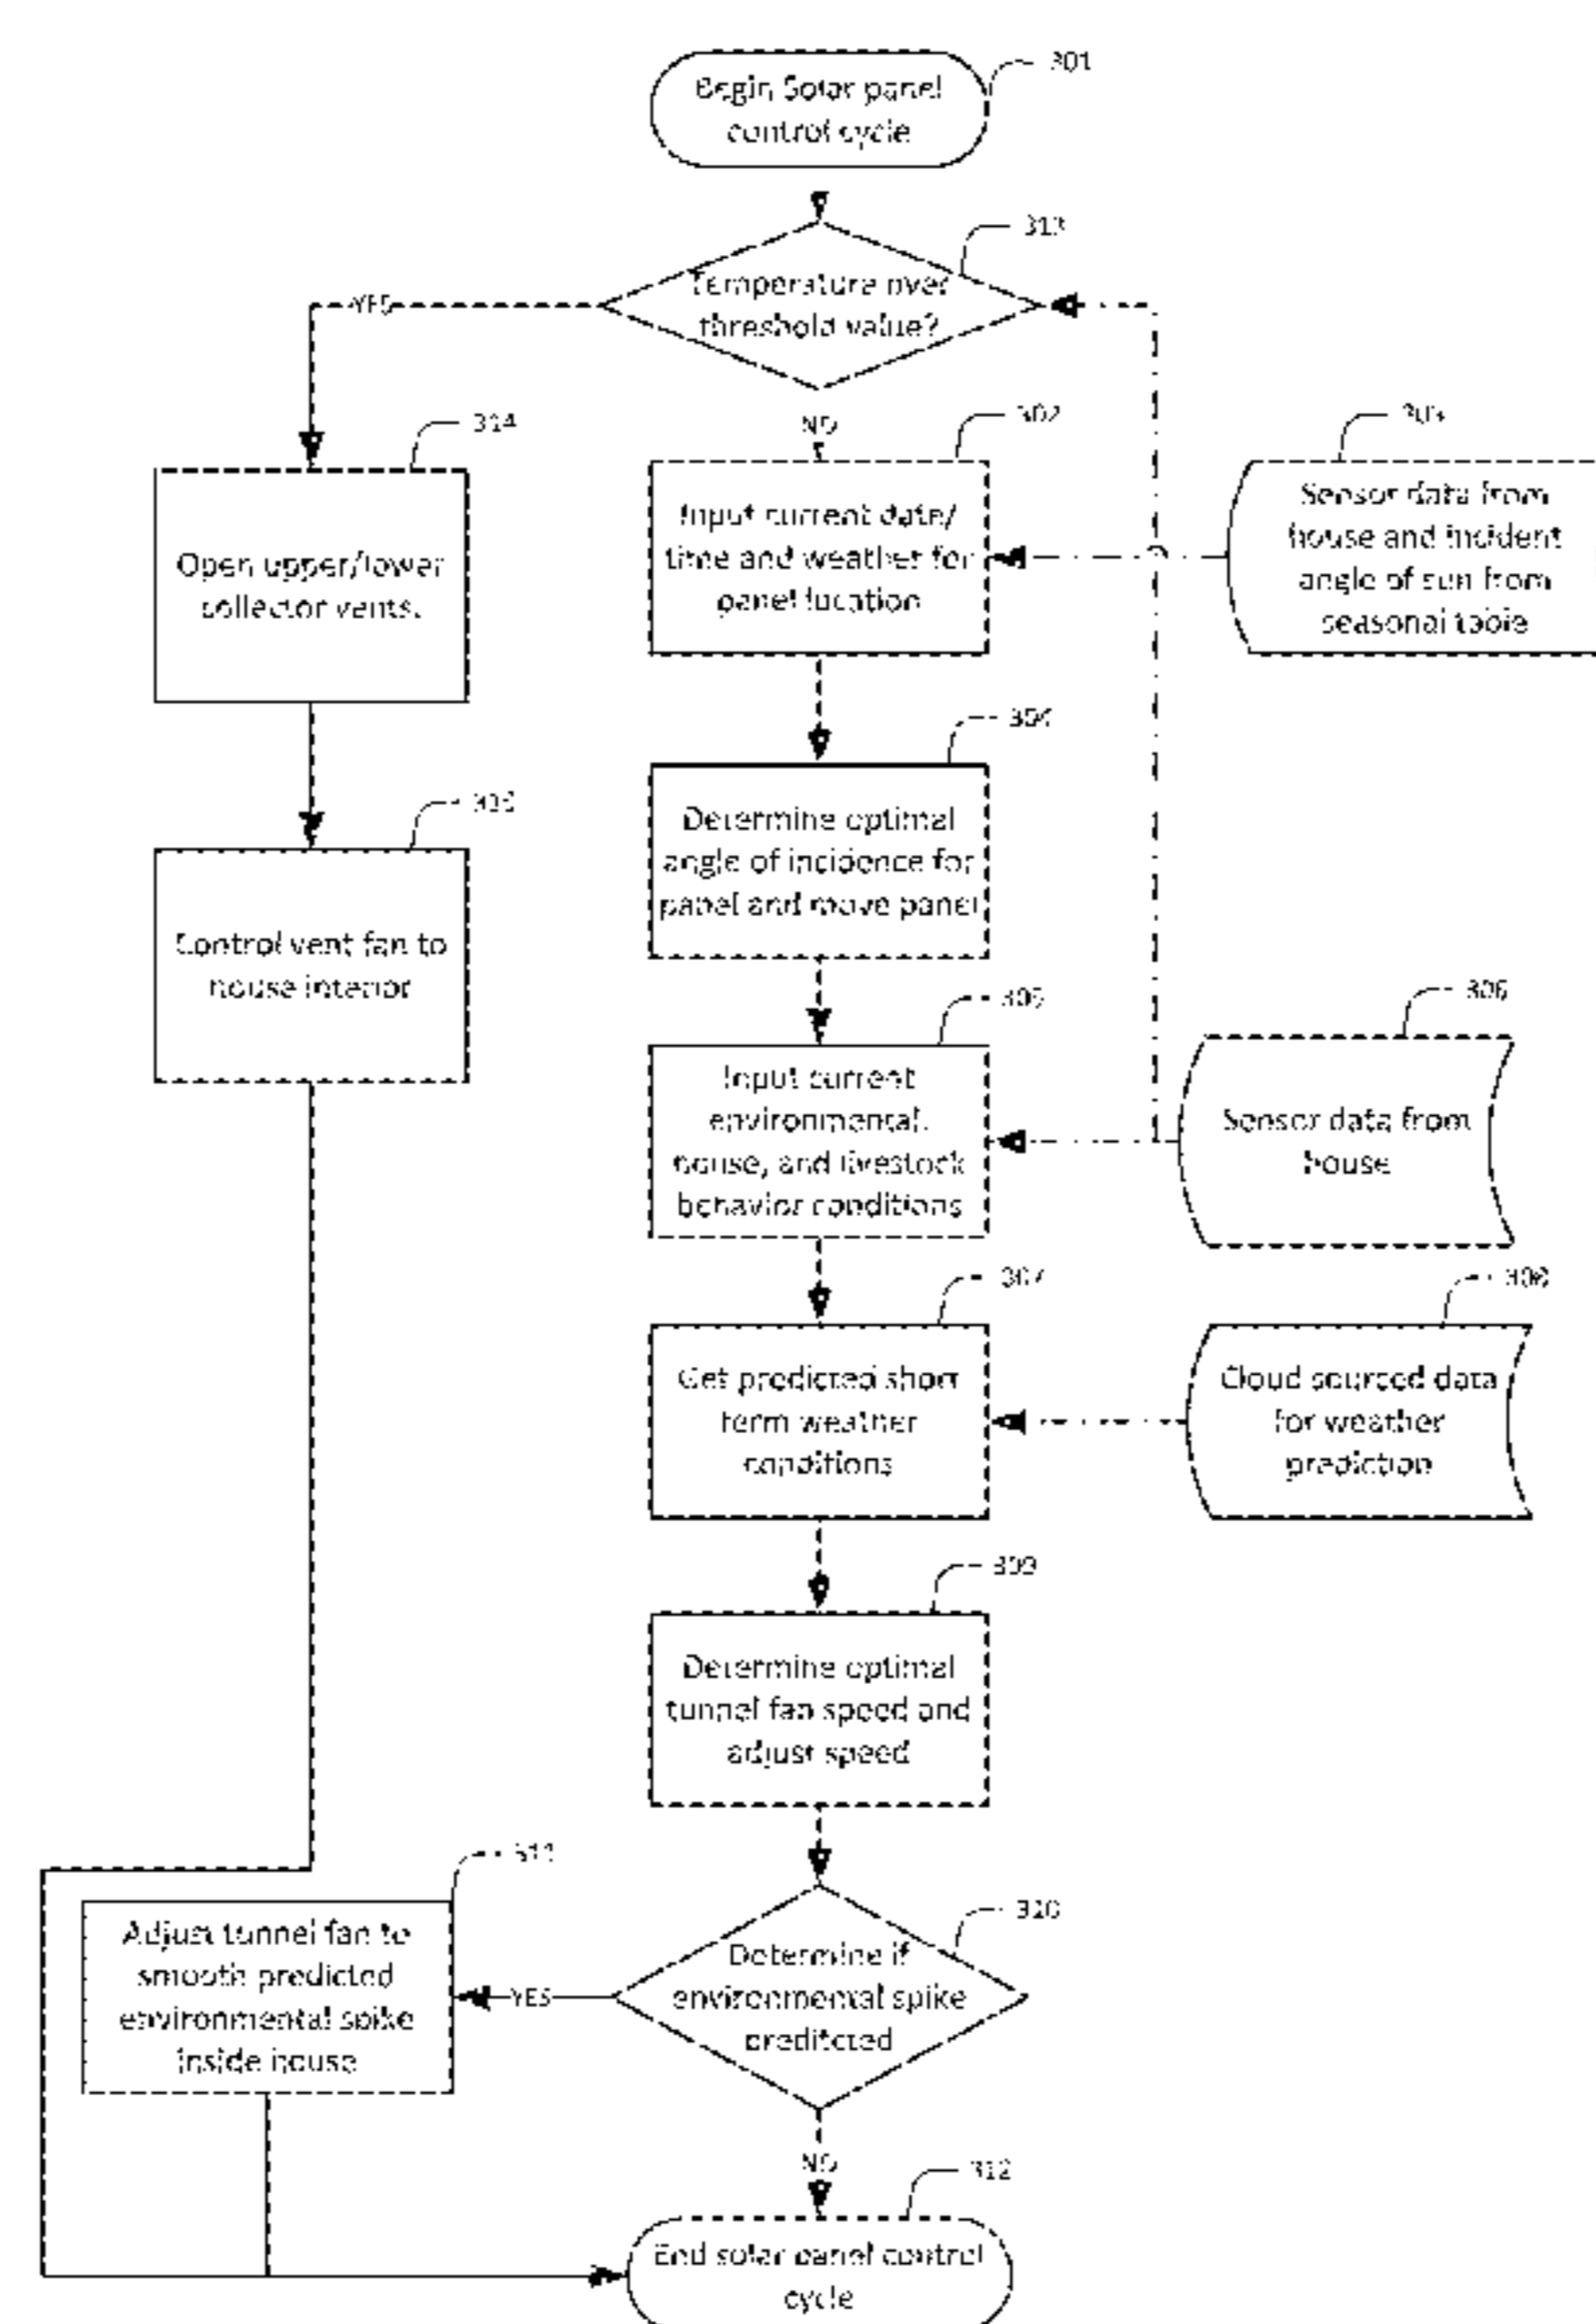 301
Begin Solar panel
control cycle
313
Temperature over
threshold value?
YES
NO
314
Open upper/lower
collector vents.
302
Input current date/
time and weather for
panel location
303
Sensor data from
house and incident
angle of sun from
seasonal table
304
Determine optimal
angle of incidence for
panel and move panel
315
Control vent fan to
house interior
305
Input current
environmental,
house, and livestock
behavior conditions
306
Sensor data from
house
307
Get predicted short
term weather
conditions
308
Cloud sourced data
for weather
prediction
309
Determine optimal
tunnel fan speed and
adjust speed
311
Adjust tunnel fan to
smooth predicted
environmental spike
inside house
310
Determine if
environmental spike
preditcted
YES
NO
312
End solar panel control
cycle